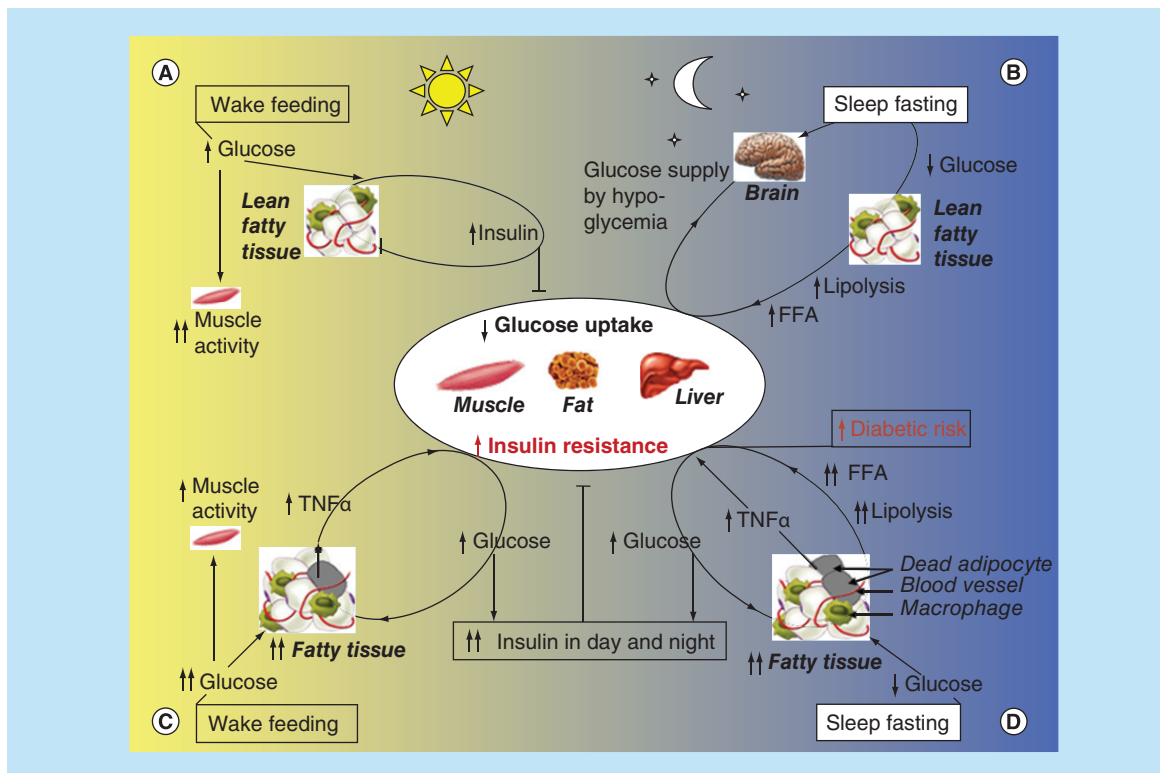 A
Wake feeding
↑ Glucose
Lean
fatty
tissue
↑Insulin
↑↑ Muscle
activity
B
Sleep fasting
Glucose supply
by hypo-
glycemia
Brain
↓ Glucose
Lean
fatty
tissue
↑Lipolysis
↑FFA
↓ Glucose uptake
Muscle
Fat
Liver
↑ Insulin resistance
↑ Diabetic risk
↑ Muscle
activity
↑ TNFα
↑ Glucose
↑↑ Fatty tissue
↑↑ Glucose
C
Wake feeding
↑↑ Insulin in day and night
↑ Glucose
↑TNFα
↑↑ FFA
↑↑Lipolysis
Dead adipocyte
Blood vessel
Macrophage
↑↑ Fatty tissue
↓ Glucose
Sleep fasting
D